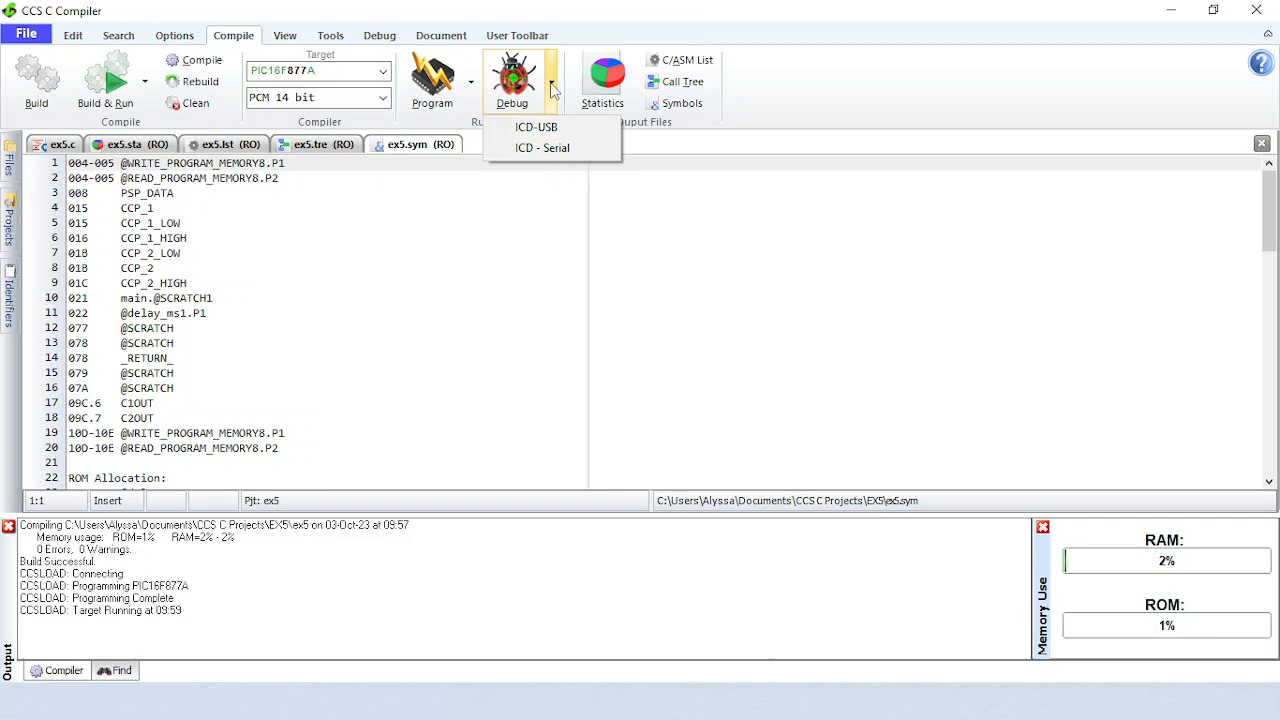 CCS C Compiler
File Edit Search Options Compile View Tools Debug Document User Toolbar
Build
Build & Run
Compile
Rebuild
Clean
Compile
Target
PIC16F877A
PCM 14 bit
Compiler
Program
Debug
Ru
ICD-USB
ICD - Serial
Statistics
C/ASM List
Call Tree
Symbols
utput Files
ex5.c ex5.sta (RO) ex5.lst (RO) ex5.tre (RO) ex5.sym (RO)
Files
Projects
Identifiers
1 004-005 @WRITE_PROGRAM_MEMORY8.P1
2 004-005 @READ_PROGRAM_MEMORY8.P2
3 008 PSP_DATA
4 015 CCP_1
5 015 CCP_1_LOW
6 016 CCP_1_HIGH
7 01B CCP_2_LOW
8 01B CCP_2
9 01C CCP_2_HIGH
10 021 main.@SCRATCH1
11 022 @delay_ms1.P1
12 077 @SCRATCH
13 078 @SCRATCH
14 078 _RETURN_
15 079 @SCRATCH
16 07A @SCRATCH
17 09C.6 C1OUT
18 09C.7 C2OUT
19 10D-10E @WRITE_PROGRAM_MEMORY8.P1
20 10D-10E @READ_PROGRAM_MEMORY8.P2
21
22 ROM Allocation:
1:1 Insert Pjt: ex5 C:\Users\Alyssa\Documents\CCS C Projects\EX5\ex5.sym
Compiling C:\Users\Alyssa\Documents\CCS C Projects\EX5\ex5 on 03-Oct-23 at 09:57
Memory usage: ROM=1% RAM=2% - 2%
0 Errors, 0 Warnings.
Build Successful.
CCSLOAD: Connecting
CCSLOAD: Programming PIC16F877A
CCSLOAD: Programming Complete
CCSLOAD: Target Running at 09:59
Output
Compiler Find
Memory Use
RAM:
2%
ROM:
1%